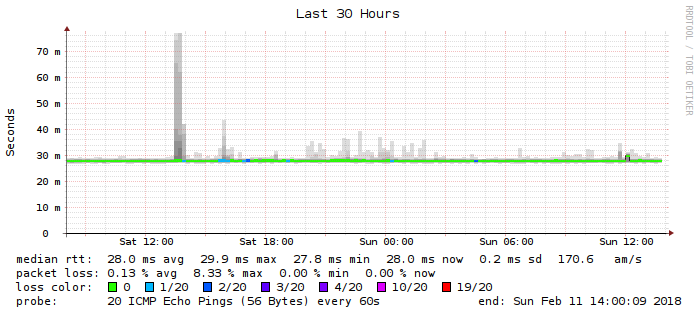 Last 30 Hours
RRDTOOL / TOBI OETIKER
Seconds
70 m
60 m
50 m
40 m
30 m
20 m
10 m
0
Sat 12:00 Sat 18:00 Sun 00:00 Sun 06:00 Sun 12:00
median rtt: 28.0 ms avg 29.9 ms max 27.8 ms min 28.0 ms now 0.2 ms sd 170.6 am/s
packet loss: 0.13 % avg 8.33 % max 0.00 % min 0.00 % now
loss color: 0 1/20 2/20 3/20 4/20 10/20 19/20
probe: 20 ICMP Echo Pings (56 Bytes) every 60s end: Sun Feb 11 14:00:09 2018